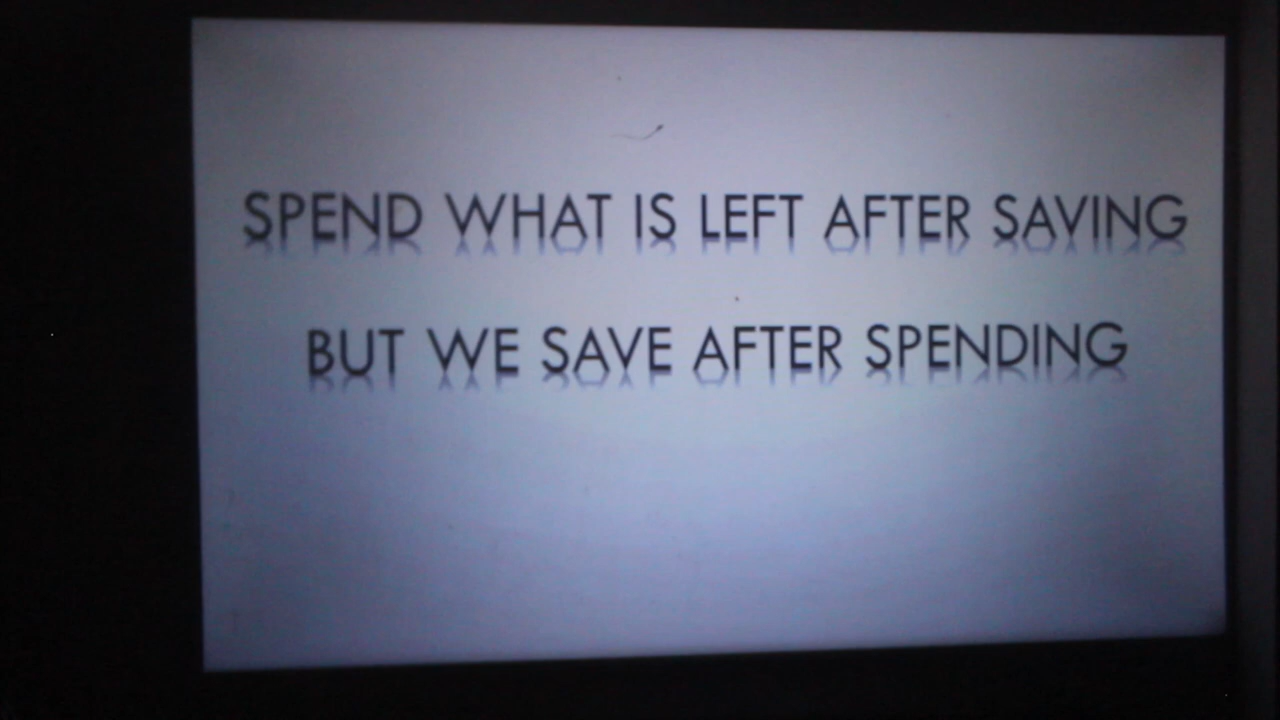 SPEND WHAT IS LEFT AFTER SAVING
BUT WE SAVE AFTER SPENDING